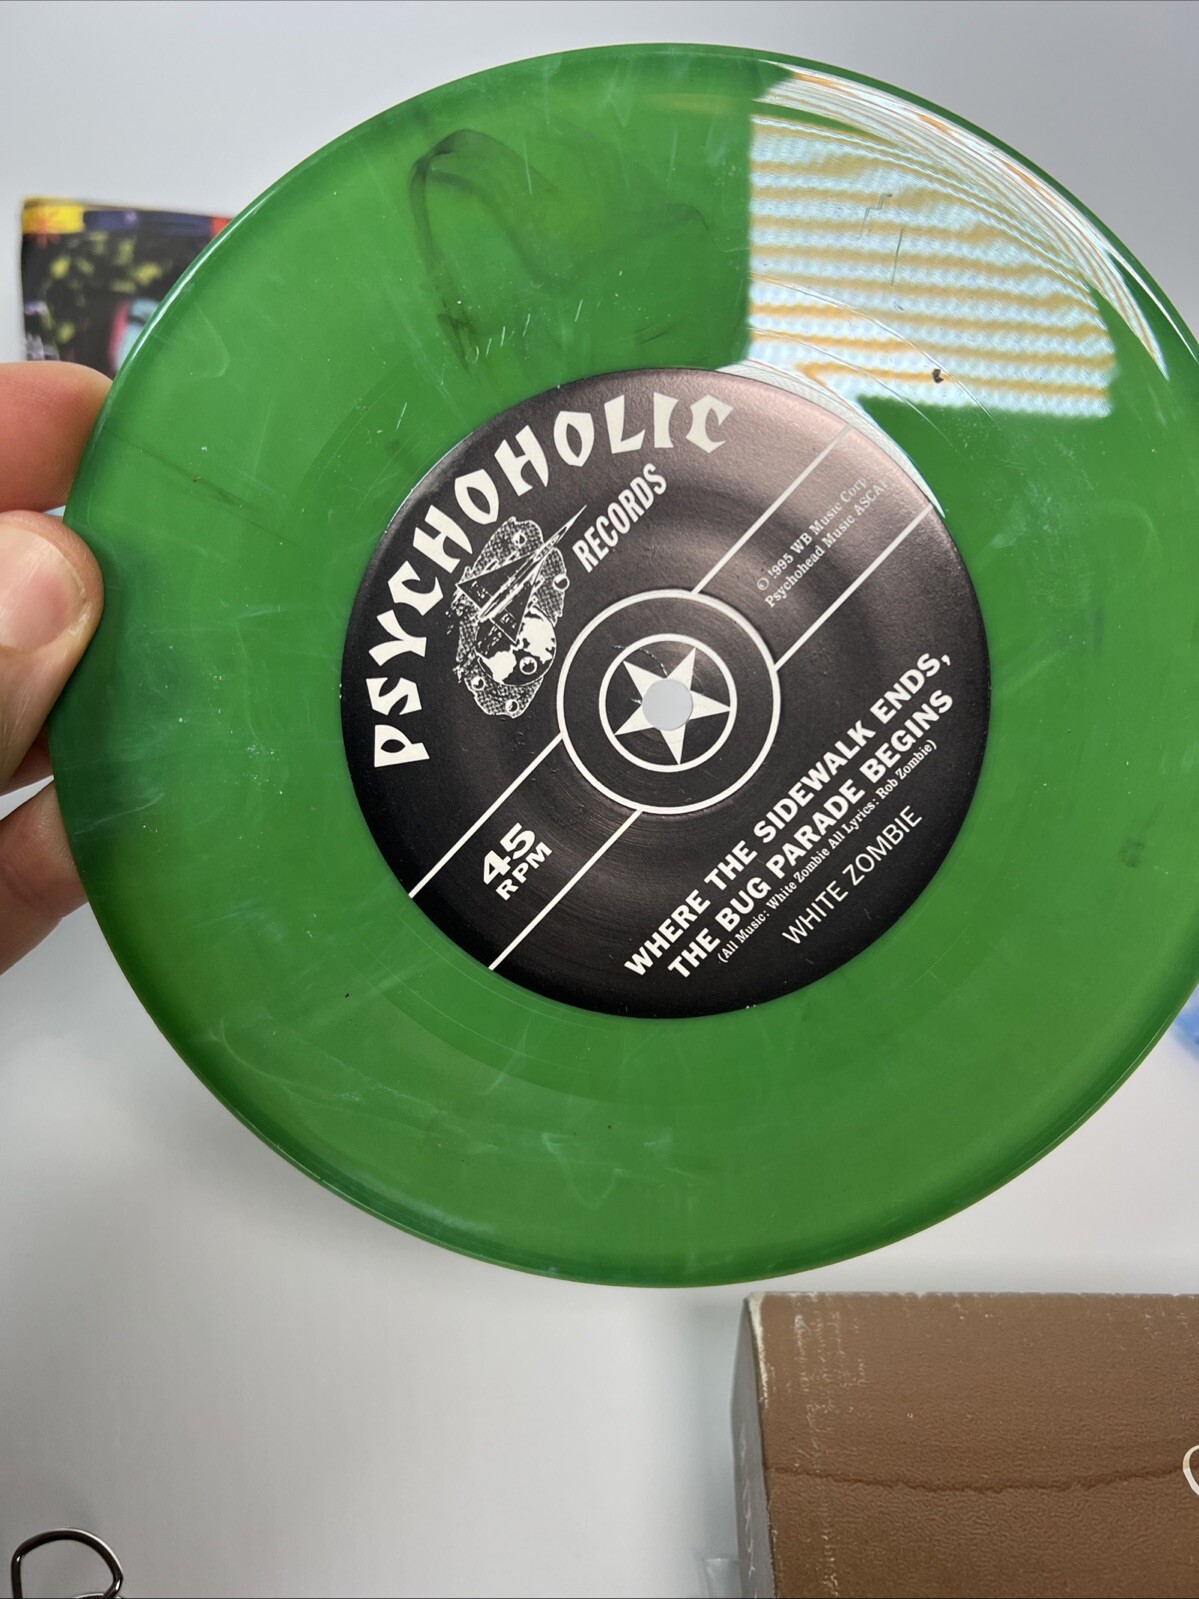 PSYCHOHOLIC
RECORDS
© 1995 WB Music Corp
Psychohead Music ASCAP
45
RPM
WHERE THE SIDEWALK ENDS,
THE BUG PARADE BEGINS
(All Music: White Zombie All Lyrics: Rob Zombie)
WHITE ZOMBIE